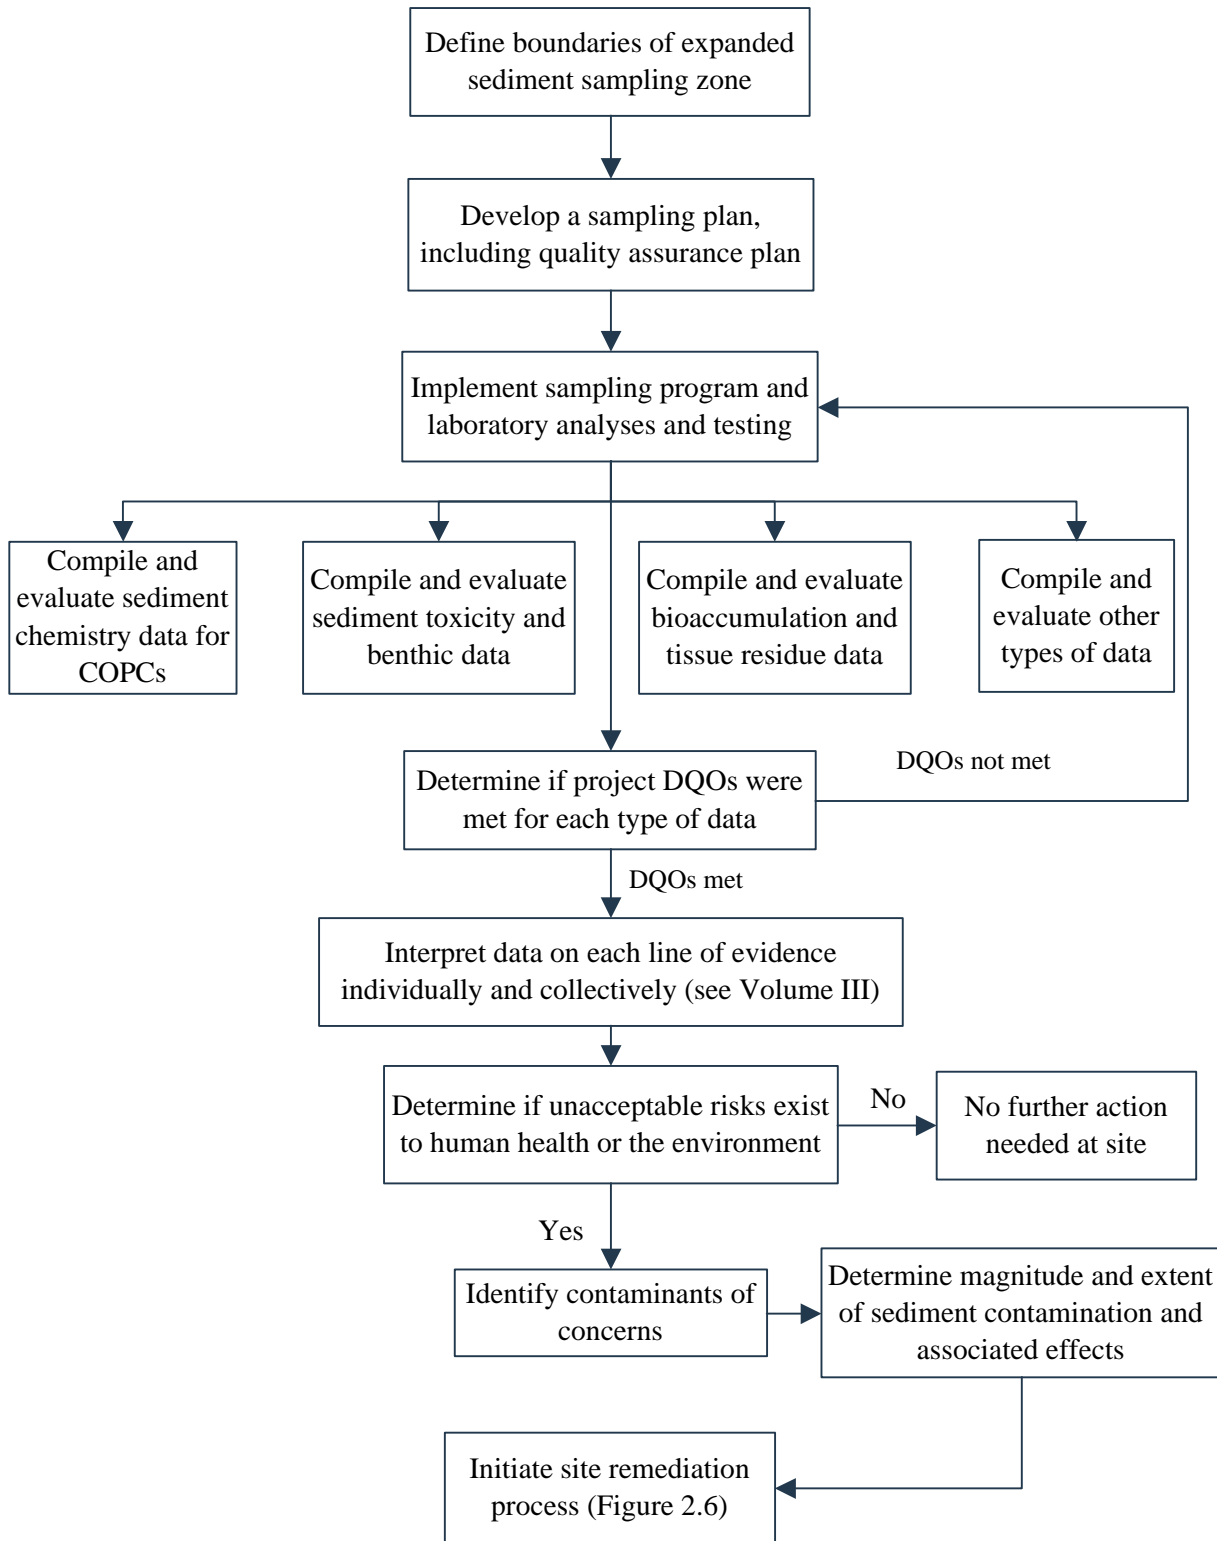 Define boundaries of expanded
sediment sampling zone
Develop a sampling plan,
including quality assurance plan
Implement sampling program and
laboratory analyses and testing
Compile and
evaluate sediment
chemistry data for
COPCs
Compile and evaluate
sediment toxicity and
benthic data
Compile and evaluate
bioaccumulation and
tissue residue data
Compile and
evaluate other
types of data
Determine if project DQOs were
met for each type of data
DQOs not met
DQOs met
Interpret data on each line of evidence
individually and collectively (see Volume III)
Determine if unacceptable risks exist
to human health or the environment
No
No further action
needed at site
Yes
Identify contaminants of
concerns
Determine magnitude and extent
of sediment contamination and
associated effects
Initiate site remediation
process (Figure 2.6)